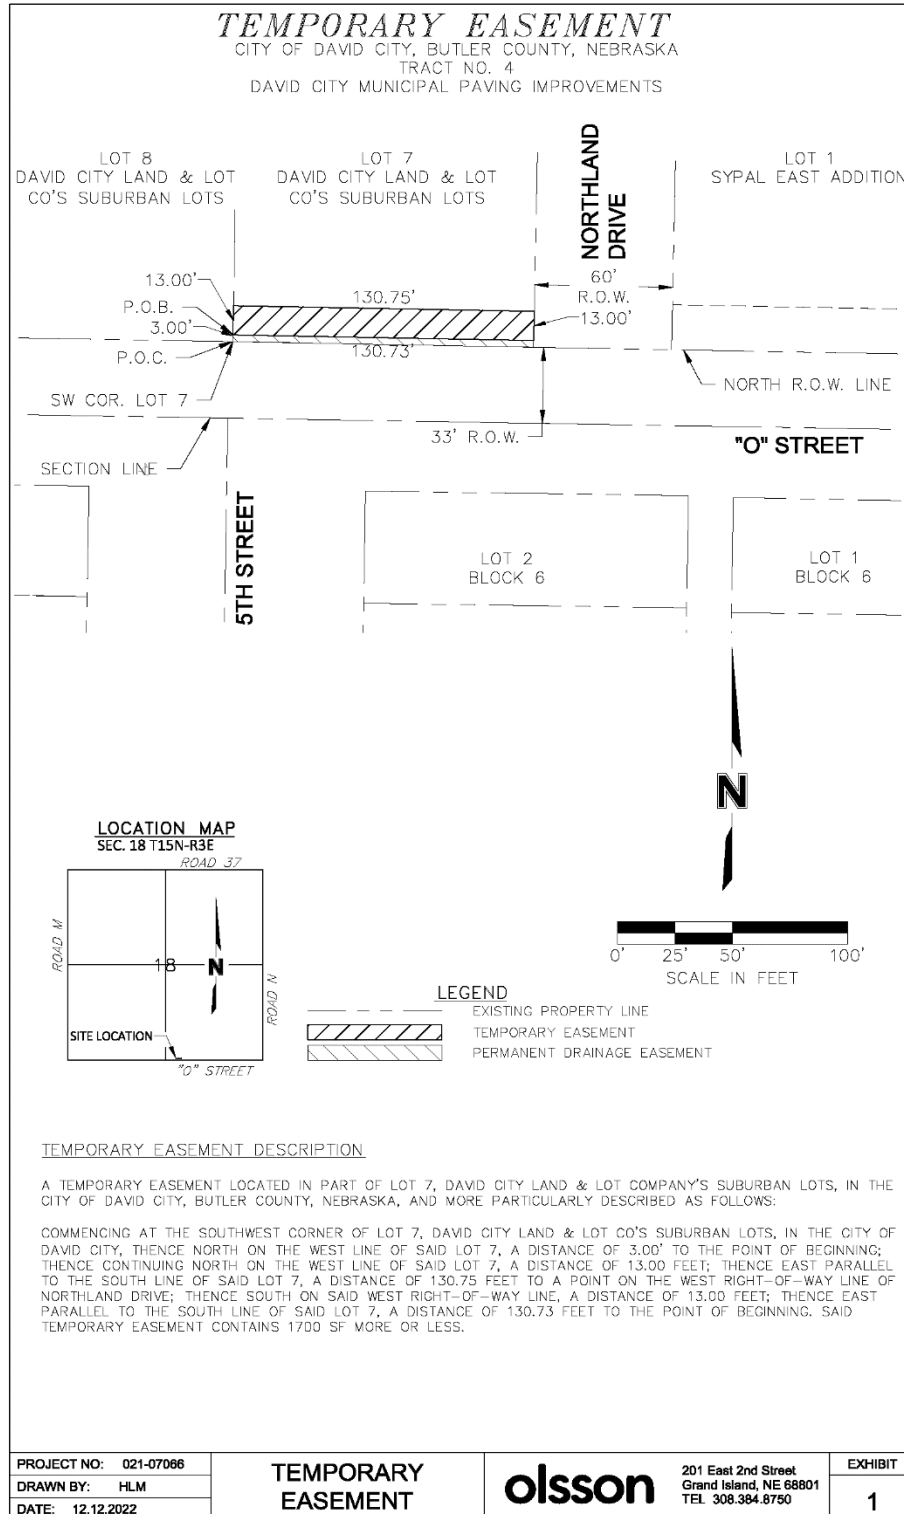 TEMPORARY EASEMENT
CITY OF DAVID CITY, BUTLER COUNTY, NEBRASKA
TRACT NO. 4
DAVID CITY MUNICIPAL PAVING IMPROVEMENTS
LOT 8
DAVID CITY LAND & LOT
CO'S SUBURBAN LOTS
LOT 7
DAVID CITY LAND & LOT
CO'S SUBURBAN LOTS
NORTHLAND
DRIVE
LOT 1
SYPAL EAST ADDITION
60'
R.O.W.
13.00'
P.O.B.
3.00'
P.O.C.
SW COR. LOT 7
130.75'
13.00'
130.73'
NORTH R.O.W. LINE
33' R.O.W.
"O" STREET
SECTION LINE
5TH STREET
LOT 2
BLOCK 6
LOT 1
BLOCK 6
N
LOCATION MAP
SEC. 18 T15N-R3E
ROAD 37
ROAD M
18
N
ROAD N
SITE LOCATION
"O" STREET
0' 25' 50' 100'
SCALE IN FEET
LEGEND
EXISTING PROPERTY LINE
TEMPORARY EASEMENT
PERMANENT DRAINAGE EASEMENT
TEMPORARY EASEMENT DESCRIPTION
A TEMPORARY EASEMENT LOCATED IN PART OF LOT 7, DAVID CITY LAND & LOT COMPANY'S SUBURBAN LOTS, IN THE
CITY OF DAVID CITY, BUTLER COUNTY, NEBRASKA, AND MORE PARTICULARLY DESCRIBED AS FOLLOWS:
COMMENCING AT THE SOUTHWEST CORNER OF LOT 7, DAVID CITY LAND & LOT CO'S SUBURBAN LOTS, IN THE CITY OF
DAVID CITY, THENCE NORTH ON THE WEST LINE OF SAID LOT 7, A DISTANCE OF 3.00' TO THE POINT OF BEGINNING;
THENCE CONTINUING NORTH ON THE WEST LINE OF SAID LOT 7, A DISTANCE OF 13.00 FEET; THENCE EAST PARALLEL
TO THE SOUTH LINE OF SAID LOT 7, A DISTANCE OF 130.75 FEET TO A POINT ON THE WEST RIGHT-OF-WAY LINE OF
NORTHLAND DRIVE; THENCE SOUTH ON SAID WEST RIGHT-OF-WAY LINE, A DISTANCE OF 13.00 FEET; THENCE EAST
PARALLEL TO THE SOUTH LINE OF SAID LOT 7, A DISTANCE OF 130.73 FEET TO THE POINT OF BEGINNING. SAID
TEMPORARY EASEMENT CONTAINS 1700 SF MORE OR LESS.
PROJECT NO: 021-07066
DRAWN BY: HLM
DATE: 12.12.2022
TEMPORARY
EASEMENT
olsson
201 East 2nd Street
Grand Island, NE 68801
TEL 308.384.8750
EXHIBIT
1